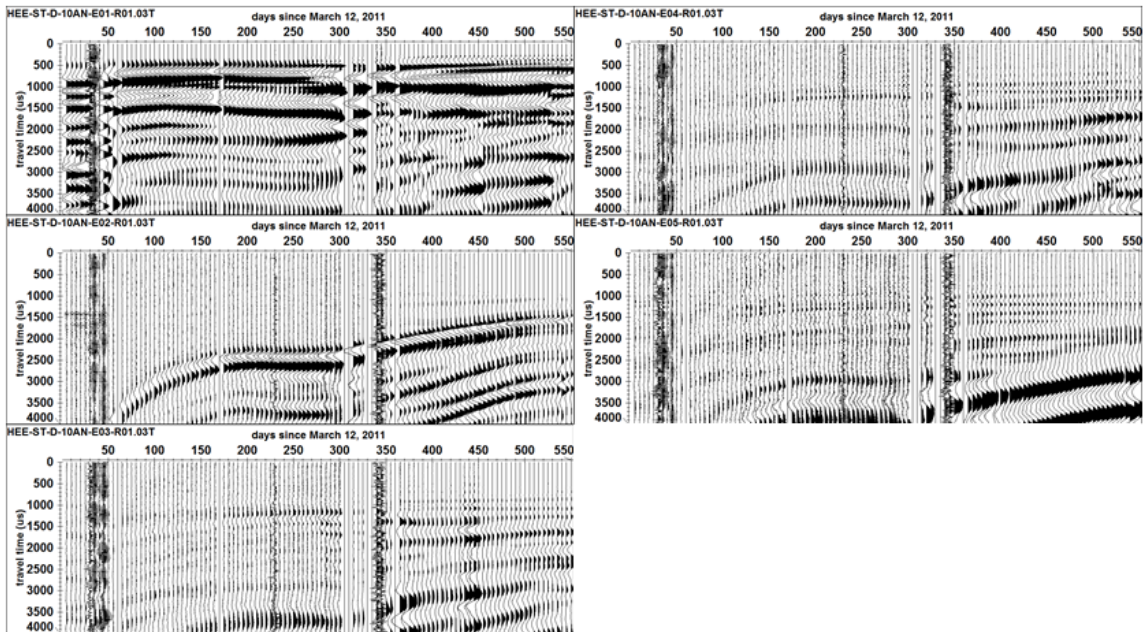 HEE-ST-D-10AN-E01-R01.03T
days since March 12, 2011
50 100 150 200 250 300 350 400 450 500 550
travel time (us)
0
500
1000
1500
2000
2500
3000
3500
4000
HEE-ST-D-10AN-E04-R01.03T
days since March 12, 2011
50 100 150 200 250 300 350 400 450 500 550
travel time (us)
0
500
1000
1500
2000
2500
3000
3500
4000
HEE-ST-D-10AN-E02-R01.03T
days since March 12, 2011
50 100 150 200 250 300 350 400 450 500 550
travel time (us)
0
500
1000
1500
2000
2500
3000
3500
4000
HEE-ST-D-10AN-E05-R01.03T
days since March 12, 2011
50 100 150 200 250 300 350 400 450 500 550
travel time (us)
0
500
1000
1500
2000
2500
3000
3500
4000
HEE-ST-D-10AN-E03-R01.03T
days since March 12, 2011
50 100 150 200 250 300 350 400 450 500 550
travel time (us)
0
500
1000
1500
2000
2500
3000
3500
4000